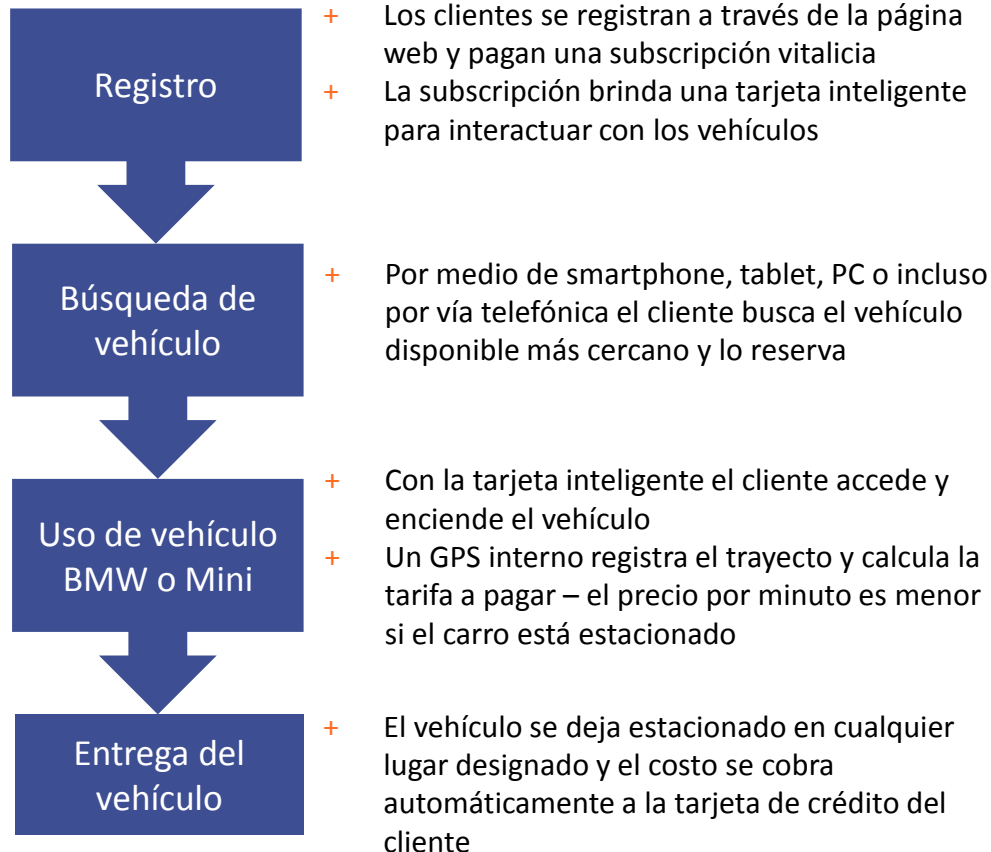 Registro
+ Los clientes se registran a través de la página
web y pagan una subscripción vitalicia
+ La subscripción brinda una tarjeta inteligente
para interactuar con los vehículos
Búsqueda de
vehículo
+ Por medio de smartphone, tablet, PC o incluso
por vía telefónica el cliente busca el vehículo
disponible más cercano y lo reserva
Uso de vehículo
BMW o Mini
+ Con la tarjeta inteligente el cliente accede y
enciende el vehículo
+ Un GPS interno registra el trayecto y calcula la
tarifa a pagar – el precio por minuto es menor
si el carro está estacionado
Entrega del
vehículo
+ El vehículo se deja estacionado en cualquier
lugar designado y el costo se cobra
automáticamente a la tarjeta de crédito del
cliente